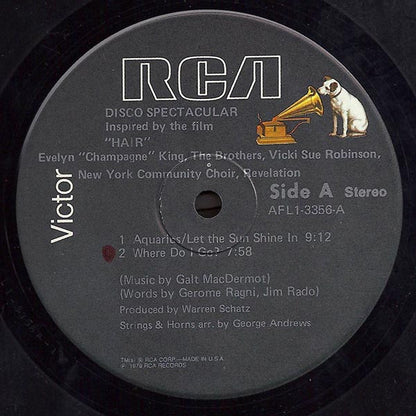 RCA
DISCO SPECTACULAR
Inspired by the film
"HAIR"
Evelyn "Champagne" King, The Brothers, Vicki Sue Robinson,
New York Community Choir, Revelation
Victor
Side A Stereo
AFL1-3356-A
1 Aquaries/Let the Sun Shine In 9:12
2 Where Do I Go? 7:58
(Music by Galt MacDermot)
(Words by Gerome Ragni, Jim Rado)
Produced by Warren Schatz
Strings & Horns arr. by George Andrews
Tmk(s) ® RCA CORP.—MADE IN U.S.A.
℗ 1979 RCA RECORDS